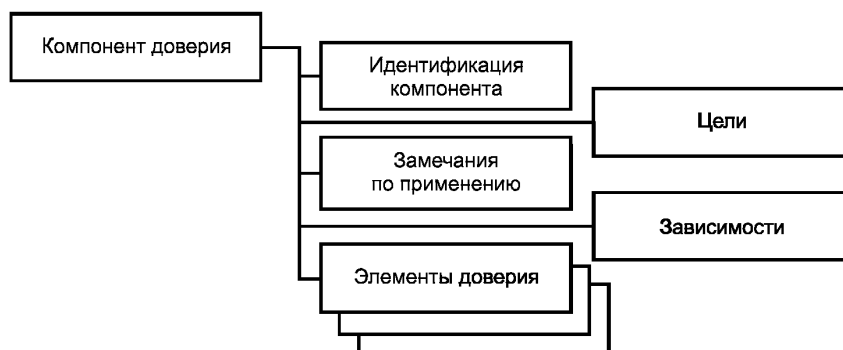 Компонент доверия
Идентификация
компонента
Цели
Замечания
по применению
Зависимости
Элементы доверия